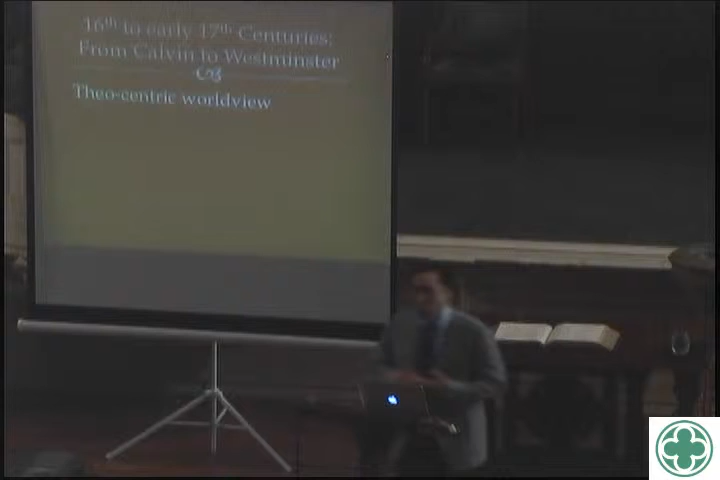 16th to early 17th Centuries:
From Calvin to Westminster
Theo-centric worldview